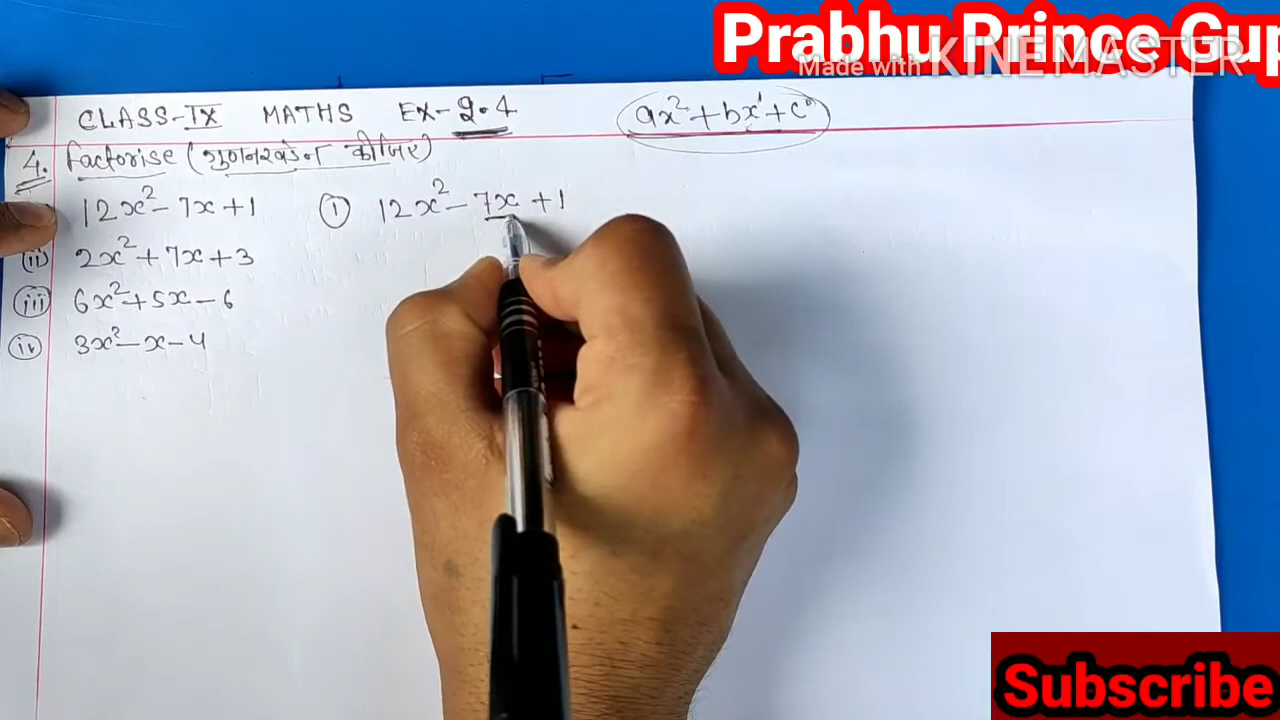 Prabhu Prince Gup
Made with KINEMASTER
CLASS-IX MATHS EX-2.4 ax²+bx¹+c⁰
4. Factorise (गुणनखंडन कीजिए)
12x²-7x+1 (i) 12x²-7x+1
(ii) 2x²+7x+3
(iii) 6x²+5x-6
(iv) 3x²-x-4
Subscribe